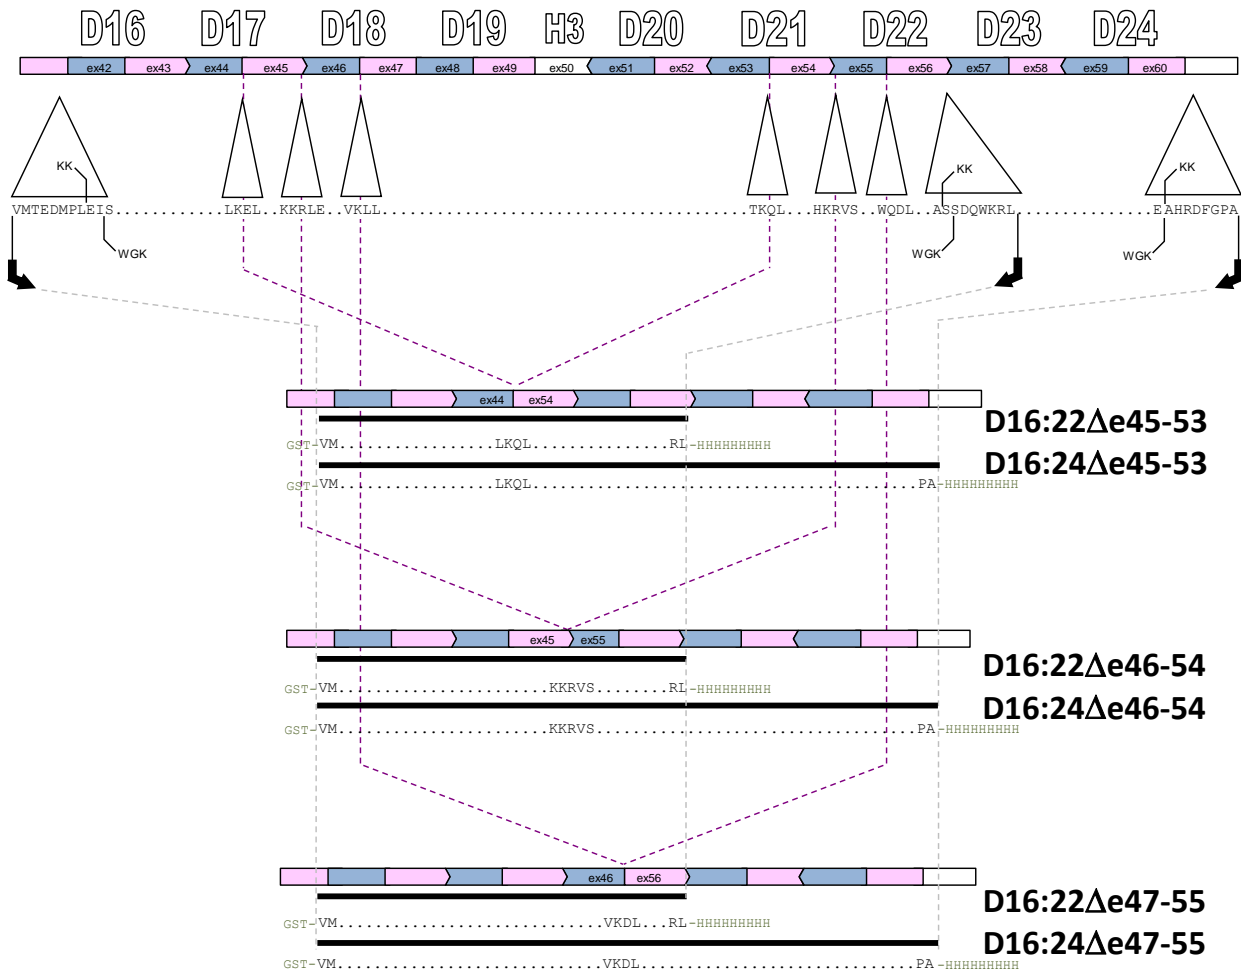 D16 D17 D18 D19 H3 D20 D21 D22 D23 D24
ex42 ex43 ex44 ex45 ex46 ex47 ex48 ex49 ex50 ex51 ex52 ex53 ex54 ex55 ex56 ex57 ex58 ex59 ex60
KK KK KK
VMTEDMPLEIS...............LKEL...KKRLE..VKLL..........................................TKQL...HKRVS...WQDL..ASSDQWKRL................EAHRDFGPA
WGK WGK WGK
ex44 ex54
D16:22Δe45-53
GST-VM.................LKQL...............RL-HHHHHHHHH
D16:24Δe45-53
GST-VM.................LKQL..........................................PA-HHHHHHHHH
ex45 ex55
D16:22Δe46-54
GST-VM.......................KKRVS........RL-HHHHHHHHH
D16:24Δe46-54
GST-VM.......................KKRVS...................................PA-HHHHHHHHH
ex46 ex56
D16:22Δe47-55
GST-VM.............................VKDL...RL-HHHHHHHHH
D16:24Δe47-55
GST-VM.............................VKDL..............................PA-HHHHHHHHH